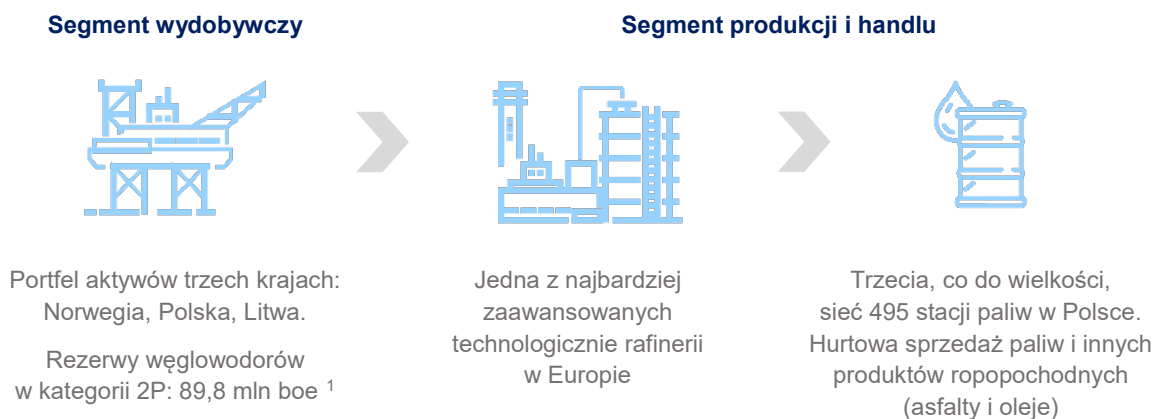 Segment wydobywczy
Segment produkcji i handlu
Portfel aktywów trzech krajach:
Norwegia, Polska, Litwa.
Rezerwy węglowodorów
w kategorii 2P: 89,8 mln boe 1
Jedna z najbardziej
zaawansowanych
technologicznie rafinerii
w Europie
Trzecia, co do wielkości,
sieć 495 stacji paliw w Polsce.
Hurtowa sprzedaż paliw i innych
produktów ropopochodnych
(asfalty i oleje)